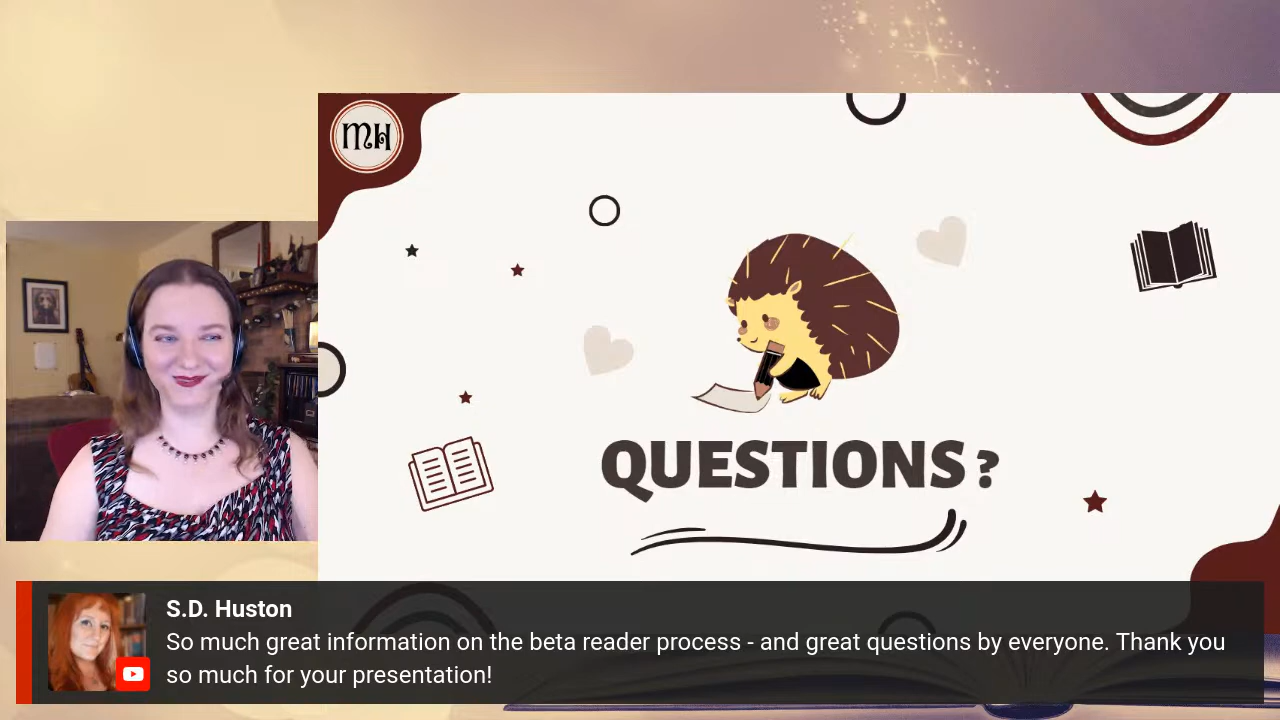 MH
QUESTIONS?
S.D. Huston
So much great information on the beta reader process - and great questions by everyone. Thank you
so much for your presentation!